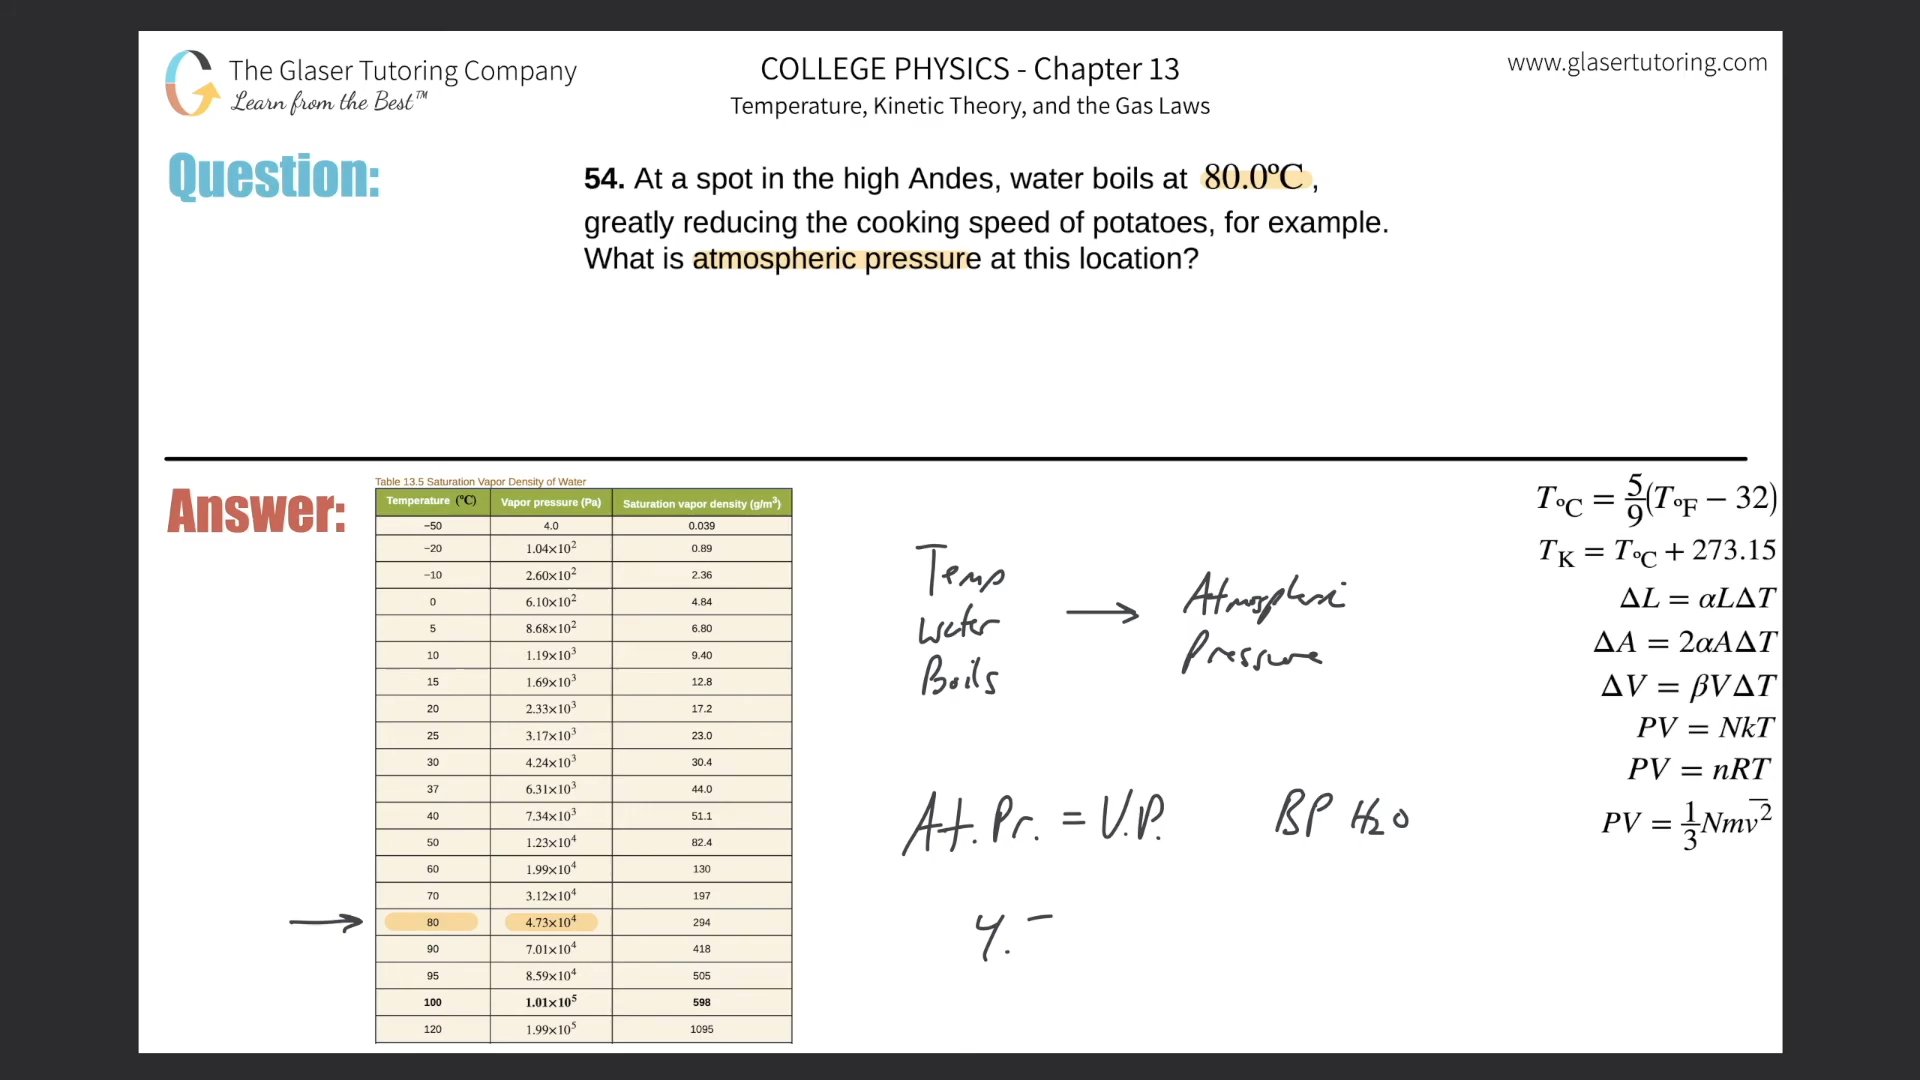 The Glaser Tutoring Company
Learn from the Best™
COLLEGE PHYSICS - Chapter 13
Temperature, Kinetic Theory, and the Gas Laws
www.glasertutoring.com
Question:
54. At a spot in the high Andes, water boils at 80.0ºC,
greatly reducing the cooking speed of potatoes, for example.
What is atmospheric pressure at this location?
Answer:
Table 13.5 Saturation Vapor Density of Water
Temperature (ºC) Vapor pressure (Pa) Saturation vapor density (g/m³)
−50 4.0 0.039
−20 1.04×10² 0.89
−10 2.60×10² 2.36
0 6.10×10² 4.84
5 8.68×10² 6.80
10 1.19×10³ 9.40
15 1.69×10³ 12.8
20 2.33×10³ 17.2
25 3.17×10³ 23.0
30 4.24×10³ 30.4
37 6.31×10³ 44.0
40 7.34×10³ 51.1
50 1.23×10⁴ 82.4
60 1.99×10⁴ 130
70 3.12×10⁴ 197
80 4.73×10⁴ 294
90 7.01×10⁴ 418
95 8.59×10⁴ 505
100 1.01×10⁵ 598
120 1.99×10⁵ 1095
Temp
Water
Boils
→
Atmospheric
Pressure
At. Pr. = V.P. BP H₂O
4.
T_ºC = 5/9(T_ºF − 32)
T_K = T_ºC + 273.15
ΔL = αLΔT
ΔA = 2αAΔT
ΔV = βVΔT
PV = NkT
PV = nRT
PV = 1/3 Nmv̅²